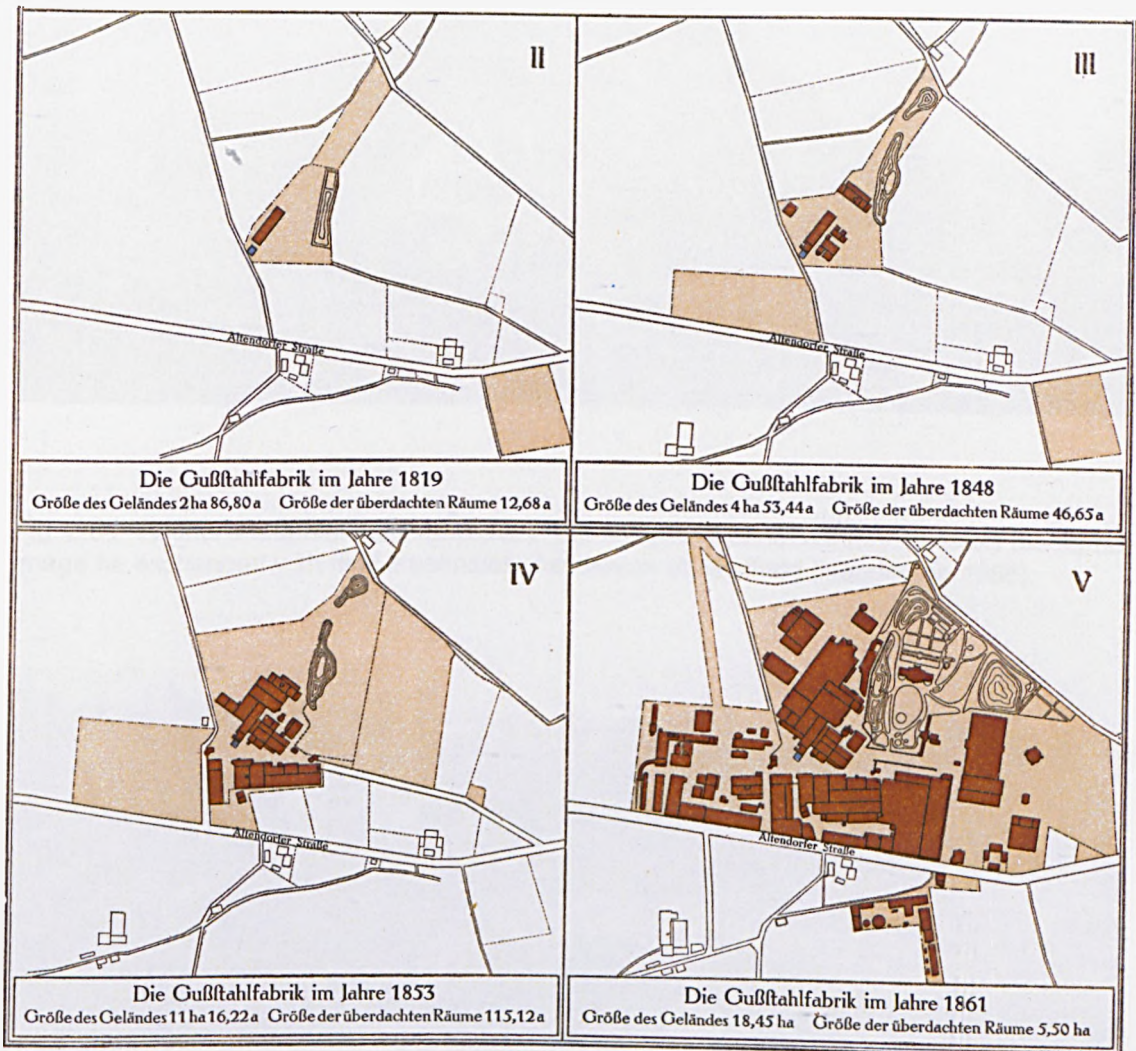 II
Altendorfer Straße
Die Gußstahlfabrik im Jahre 1819
Größe des Geländes 2 ha 86,80 a Größe der überdachten Räume 12,68 a
III
Altendorfer Straße
Die Gußstahlfabrik im Jahre 1848
Größe des Geländes 4 ha 53,44 a Größe der überdachten Räume 46,65 a
IV
Altendorfer Straße
Die Gußstahlfabrik im Jahre 1853
Größe des Geländes 11 ha 16,22 a Größe der überdachten Räume 115,12 a
V
Altendorfer Straße
Die Gußstahlfabrik im Jahre 1861
Größe des Geländes 18,45 ha Größe der überdachten Räume 5,50 ha